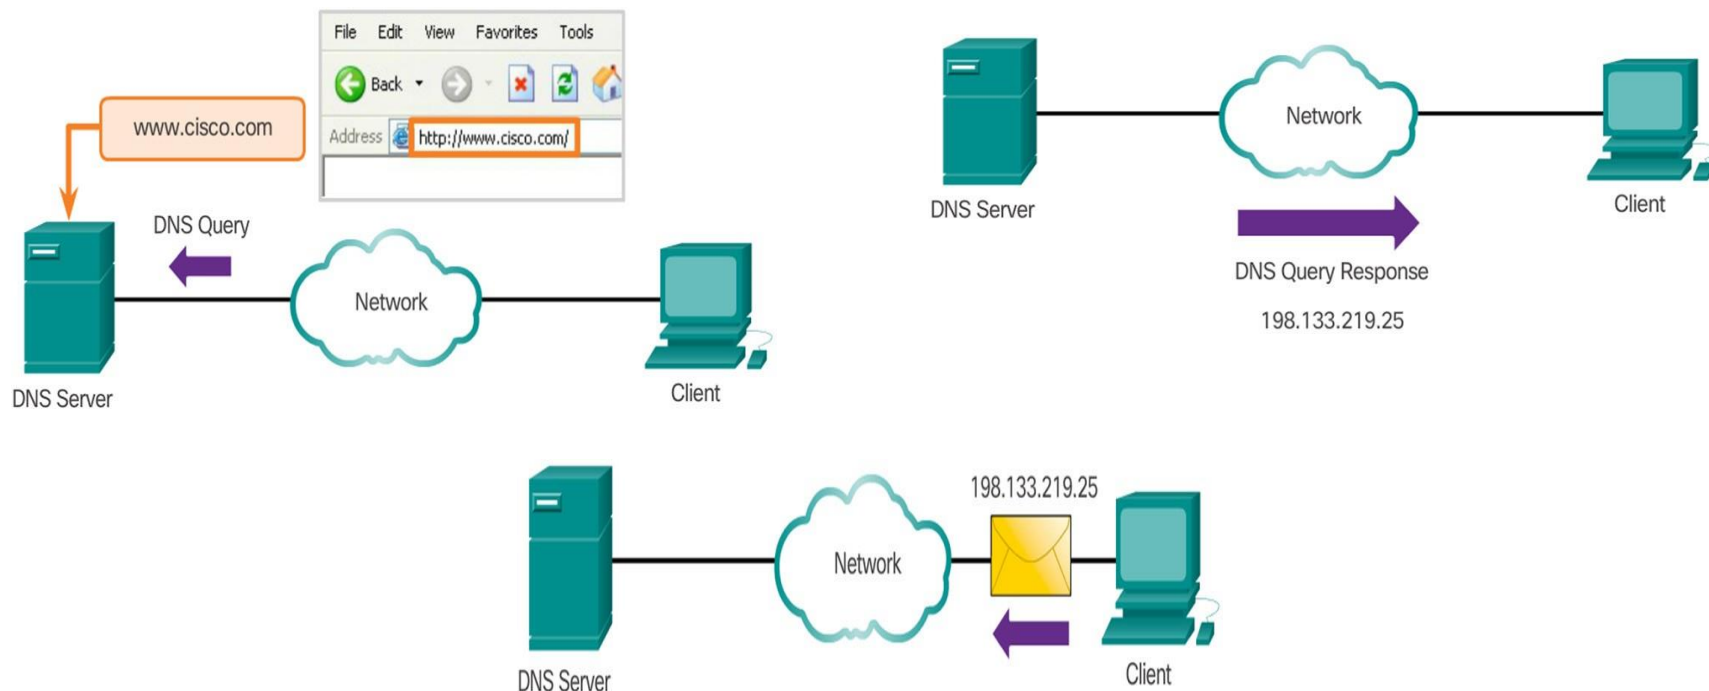 File Edit View Favorites Tools
Back
Address http://www.cisco.com/
www.cisco.com
DNS Query
Network
DNS Server
Client
Network
DNS Server
Client
DNS Query Response
198.133.219.25
198.133.219.25
Network
DNS Server
Client